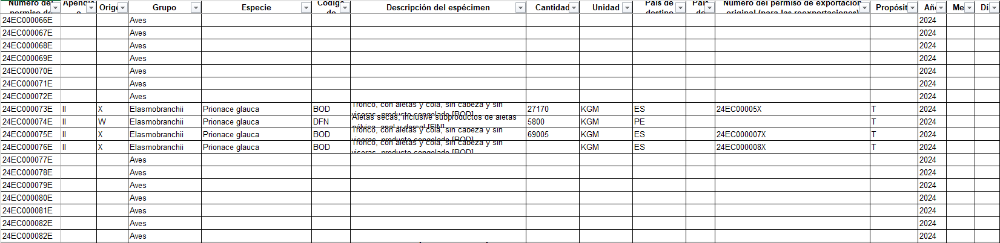 Número del permiso de Apéndice Origen Grupo Especie Código de Descripción del espécimen Cantidad Unidad País de destino País de Número del permiso de exportación original (para las reexportaciones) Propósit Año Me Día
24EC000066E Aves 2024
24EC000067E Aves 2024
24EC000068E Aves 2024
24EC000069E Aves 2024
24EC000070E Aves 2024
24EC000071E Aves 2024
24EC000072E Aves 2024
24EC000073E II X Elasmobranchii Prionace glauca BOD Tronco, con aletas y cola, sin cabeza y sin viseras, producto congelado [BOD] 27170 KGM ES 24EC00005X T 2024
24EC000074E II W Elasmobranchii Prionace glauca DFN Aletas secas, inclusive subproductos de aletas pélvica, anal y dorsal [FIN] 5800 KGM PE T 2024
24EC000075E II X Elasmobranchii Prionace glauca BOD Tronco, con aletas y cola, sin cabeza y sin viseras, producto congelado [BOD] 69005 KGM ES 24EC000007X T 2024
24EC000076E II X Elasmobranchii Prionace glauca BOD Tronco, con aletas y cola, sin cabeza y sin viseras, producto congelado [BOD] KGM ES 24EC000008X T 2024
24EC000077E Aves 2024
24EC000078E Aves 2024
24EC000079E Aves 2024
24EC000080E Aves 2024
24EC000081E Aves 2024
24EC000082E Aves 2024
24EC000082E Aves 2024